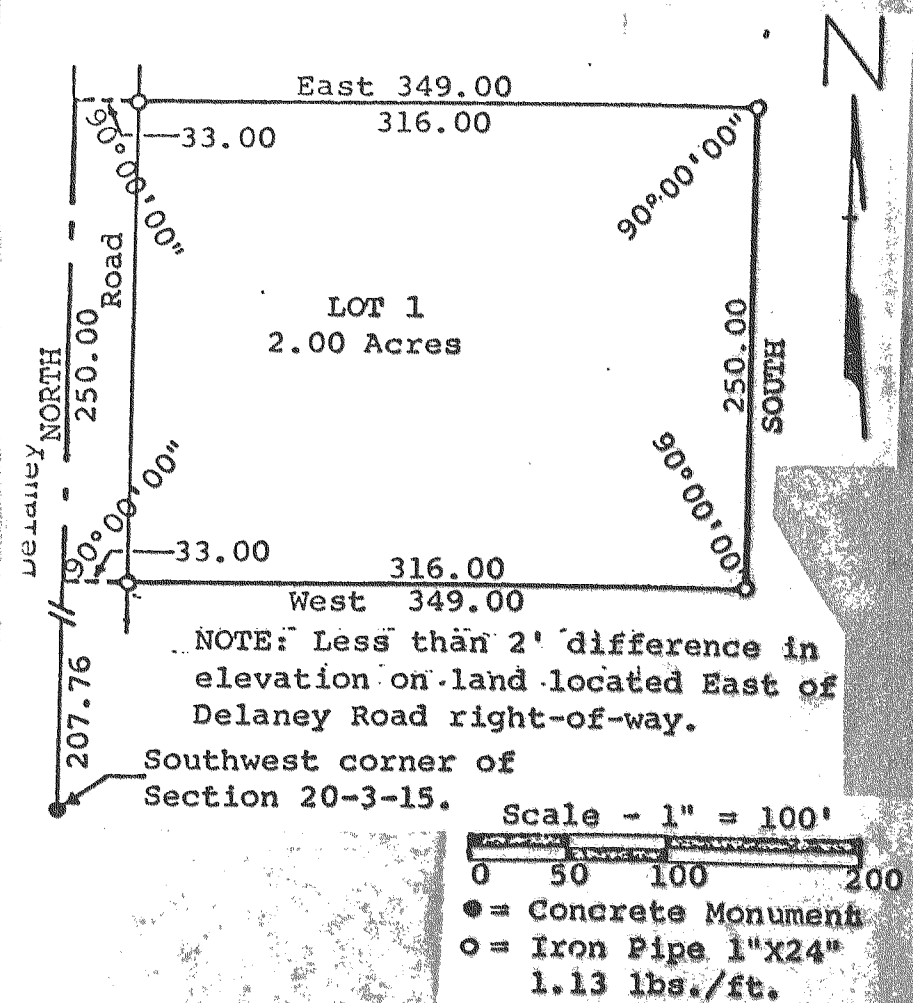 N
East 349.00
316.00
33.00
90°00'00"
90°00'00"
Road
LOT 1
2.00 Acres
NORTH
250.00
250.00
SOUTH
Delaney
90°00'00"
90°00'00"
33.00
316.00
West 349.00
NOTE: Less than 2' difference in
elevation on land located East of
Delaney Road right-of-way.
207.76
Southwest corner of
Section 20-3-15.
Scale - 1" = 100'
0 50 100 200
●= Concrete Monument
o = Iron Pipe 1"X24"
1.13 lbs./ft.